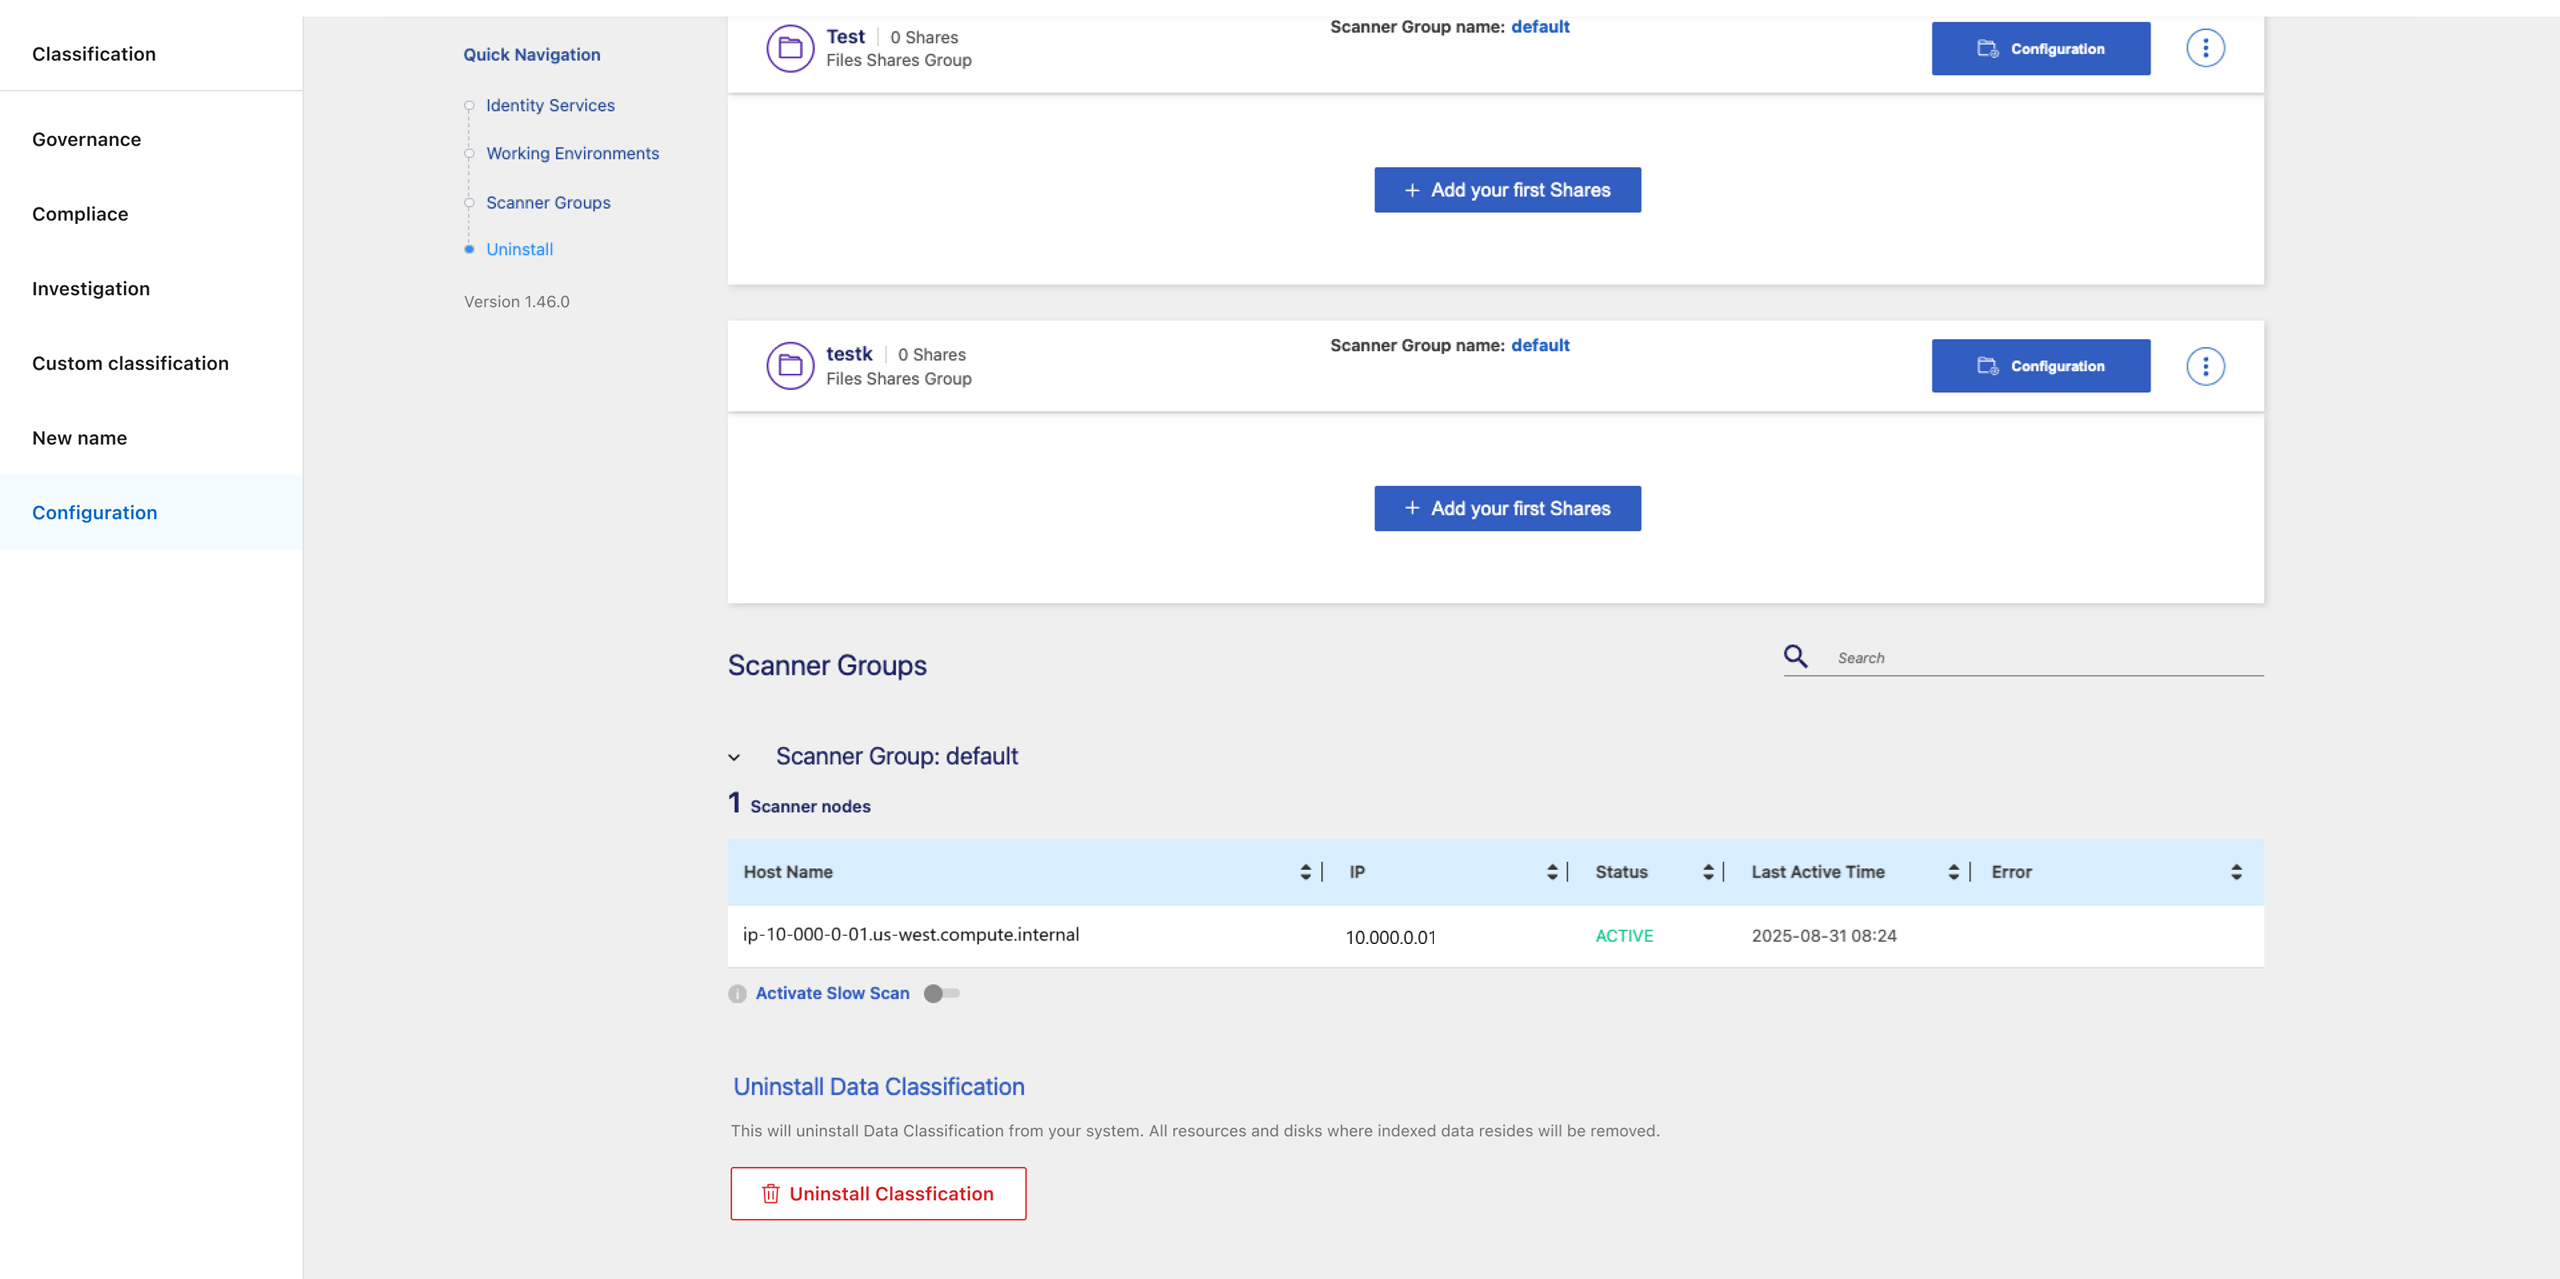 Classification
Governance
Compliace
Investigation
Custom classification
New name
Configuration
Quick Navigation
Identity Services
Working Environments
Scanner Groups
Uninstall
Version 1.46.0
Test | 0 Shares
Files Shares Group
Scanner Group name: default
Configuration
+ Add your first Shares
testk | 0 Shares
Files Shares Group
Scanner Group name: default
Configuration
+ Add your first Shares
Scanner Groups
Search
Scanner Group: default
1 Scanner nodes
Host Name | IP | Status | Last Active Time | Error
ip-10-000-0-01.us-west.compute.internal 10.000.0.01 ACTIVE 2025-08-31 08:24
Activate Slow Scan
Uninstall Data Classification
This will uninstall Data Classification from your system. All resources and disks where indexed data resides will be removed.
Uninstall Classfication